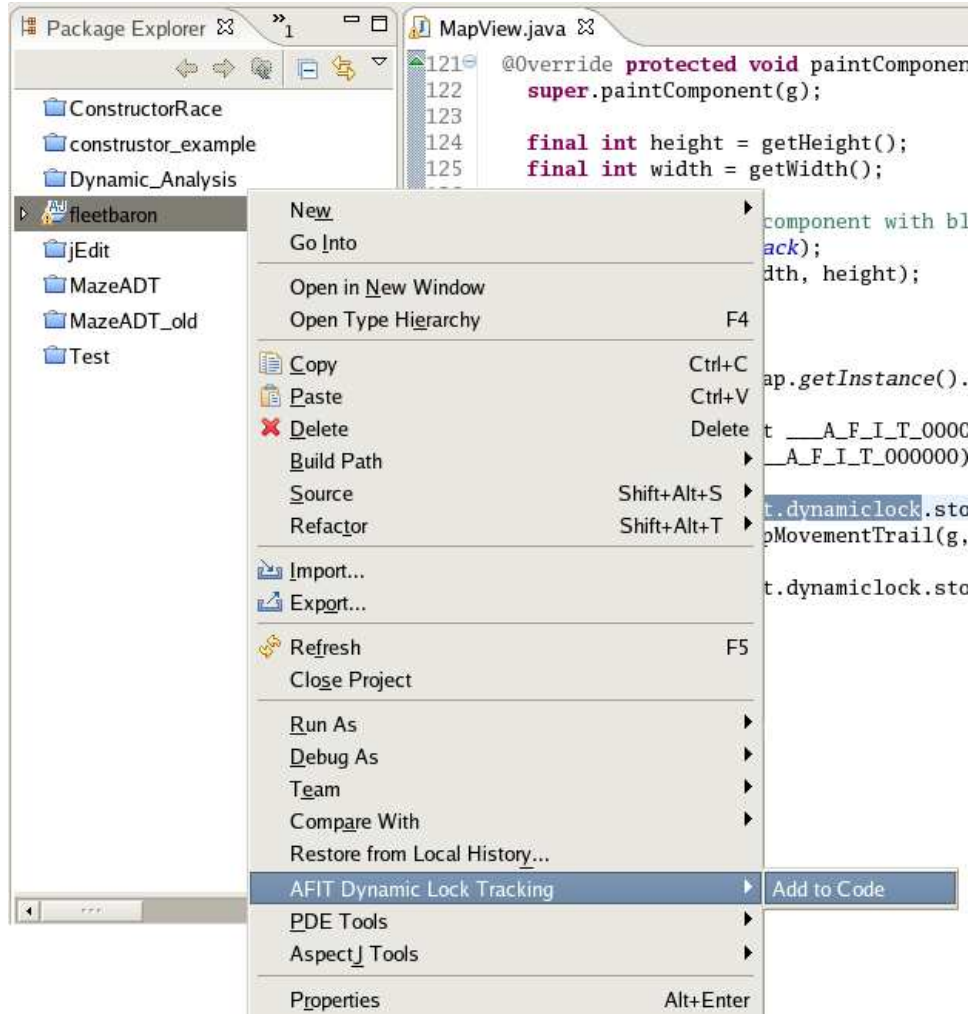 Package Explorer
»1
ConstructorRace
construstor_example
Dynamic_Analysis
fleetbaron
jEdit
MazeADT
MazeADT_old
Test
MapView.java
121 @Override protected void paintComponen
122 super.paintComponent(g);
123
124 final int height = getHeight();
125 final int width = getWidth();
component with bl
ack);
dth, height);
ap.getInstance().
t ___A_F_I_T_0000
__A_F_I_T_000000)
t.dynamiclock.sto
pMovementTrail(g,
t.dynamiclock.sto
New
Go Into
Open in New Window
Open Type Hierarchy F4
Copy Ctrl+C
Paste Ctrl+V
Delete Delete
Build Path
Source Shift+Alt+S
Refactor Shift+Alt+T
Import...
Export...
Refresh F5
Close Project
Run As
Debug As
Team
Compare With
Restore from Local History...
AFIT Dynamic Lock Tracking
Add to Code
PDE Tools
AspectJ Tools
Properties Alt+Enter